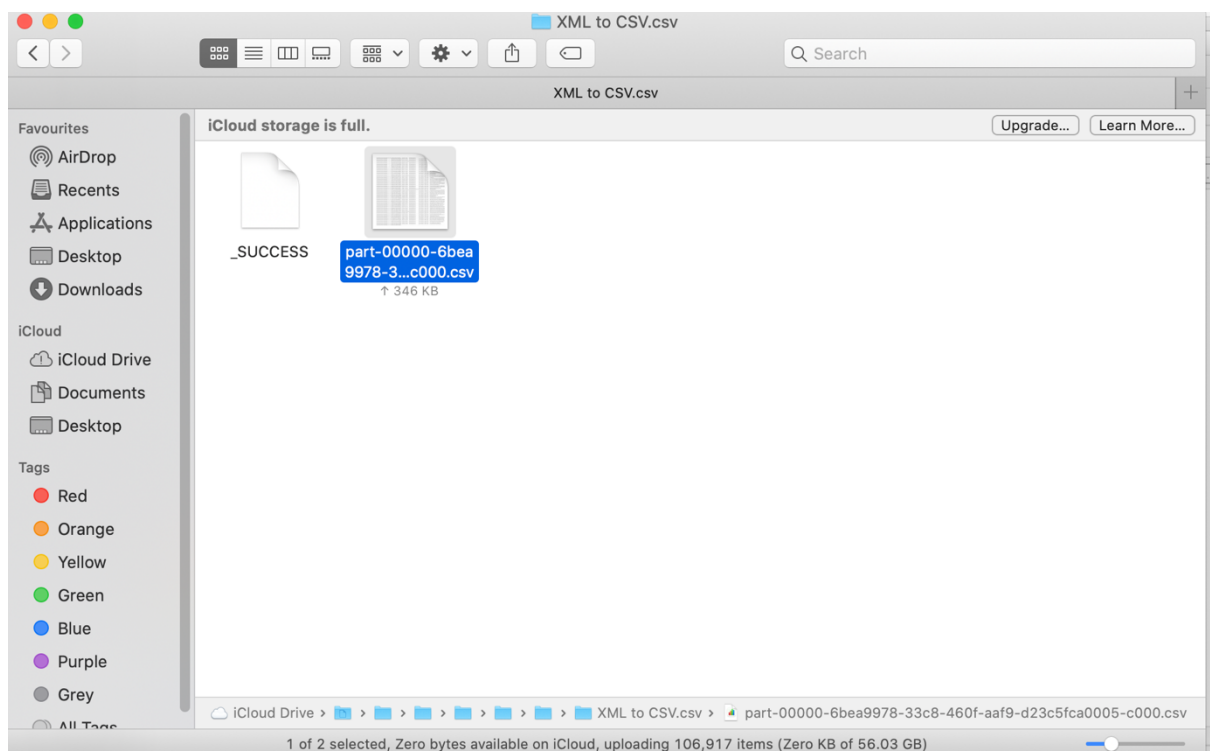 XML to CSV.csv
Search
XML to CSV.csv
Favourites
AirDrop
Recents
Applications
Desktop
Downloads
iCloud
iCloud Drive
Documents
Desktop
Tags
Red
Orange
Yellow
Green
Blue
Purple
Grey
All Tags
iCloud storage is full.
Upgrade... Learn More...
_SUCCESS
part-00000-6bea
9978-3...c000.csv
↑ 346 KB
iCloud Drive › › › › › › › XML to CSV.csv › part-00000-6bea9978-33c8-460f-aaf9-d23c5fca0005-c000.csv
1 of 2 selected, Zero bytes available on iCloud, uploading 106,917 items (Zero KB of 56.03 GB)